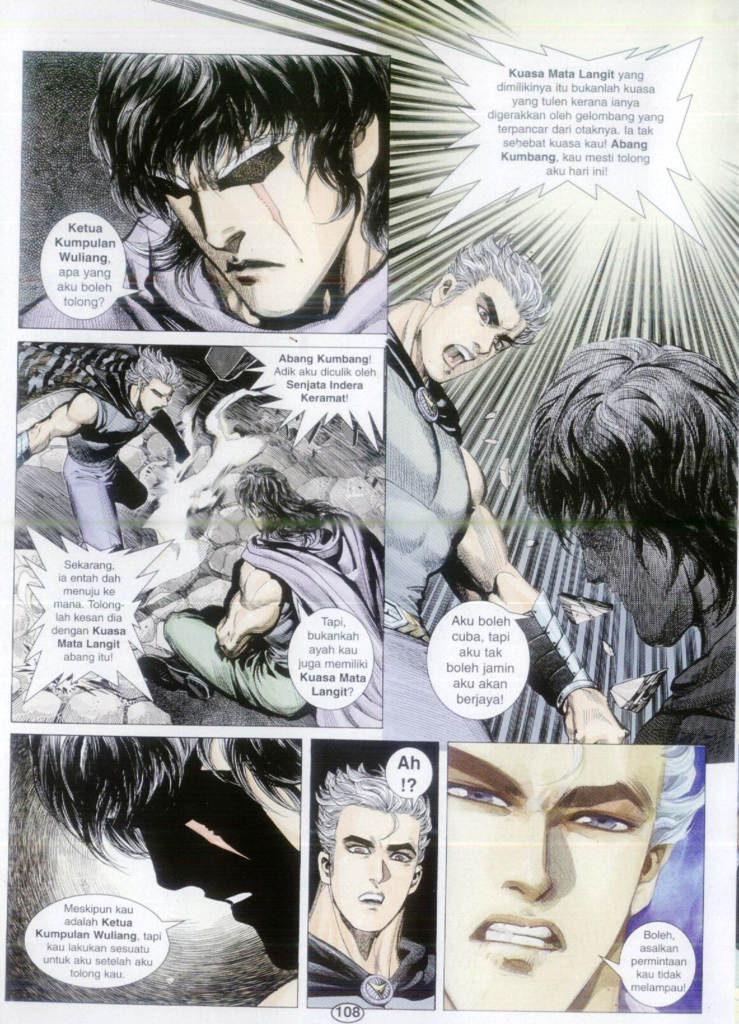 Ketua
Kumpulan
Wuliang,
apa yang
aku boleh
tolong?
Abang Kumbang!
Adik aku diculik oleh
Senjata Indera
Keramat!
Sekarang,
ia entah dah
menuju ke
mana. Tolong-
lah kesan dia
dengan Kuasa
Mata Langit
abang itu!
Tapi,
bukankah
ayah kau
juga memiliki
Kuasa Mata
Langit?
Kuasa Mata Langit yang
dimilikinya itu bukanlah kuasa
yang tulen kerana ianya
digerakkan oleh gelombang yang
terpancar dari otaknya. Ia tak
sehebat kuasa kau! Abang
Kumbang, kau mesti tolong
aku hari ini!
Aku boleh
cuba, tapi
aku tak
boleh jamin
aku akan
berjaya!
Meskipun kau
adalah Ketua
Kumpulan Wuliang, tapi
kau lakukan sesuatu
untuk aku setelah aku
tolong kau.
Ah
!?
Boleh,
asalkan
permintaan
kau tidak
melampau!
108